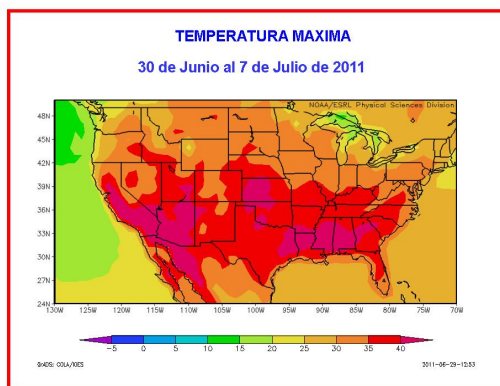 TEMPERATURA MAXIMA
30 de Junio al 7 de Julio de 2011
NOAA/ESRL Physical Sciences Division
48N
45N
42N
39N
36N
33N
30N
27N
24N
130W 125W 120W 115W 110W 105W 100W 95W 90W 85W 80W 75W 70W
-5 0 5 10 15 20 25 30 35 40
GrADS: COLA/IGES 2011-06-29-12:53